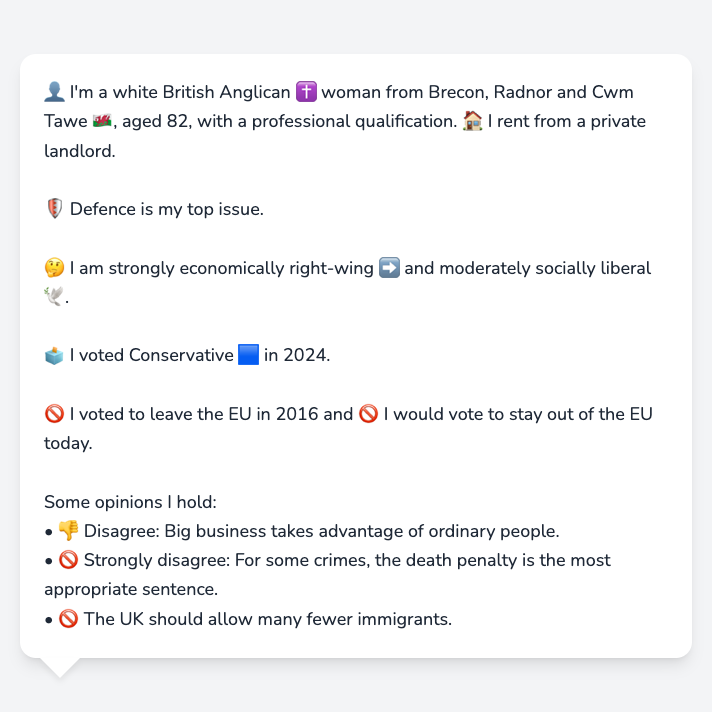 👤 I'm a white British Anglican ✝️ woman from Brecon, Radnor and Cwm
Tawe 🏴󠁧󠁢󠁷󠁬󠁳󠁿, aged 82, with a professional qualification. 🏠 I rent from a private
landlord.
🛡️ Defence is my top issue.
🤔 I am strongly economically right-wing ➡️ and moderately socially liberal
🕊️.
🗳️ I voted Conservative 🟦 in 2024.
🚫 I voted to leave the EU in 2016 and 🚫 I would vote to stay out of the EU
today.
Some opinions I hold:
• 👎 Disagree: Big business takes advantage of ordinary people.
• 🚫 Strongly disagree: For some crimes, the death penalty is the most
appropriate sentence.
• 🚫 The UK should allow many fewer immigrants.